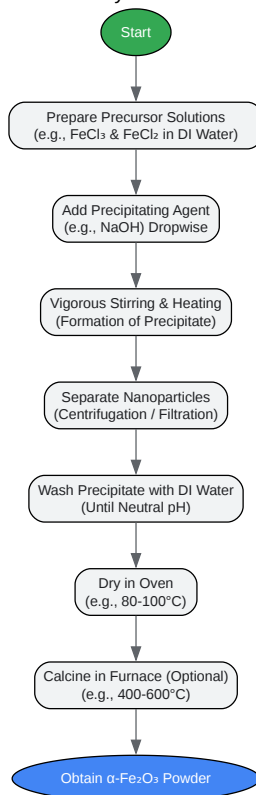 Start
Prepare Precursor Solutions
(e.g., FeCl₃ & FeCl₂ in DI Water)
Add Precipitating Agent
(e.g., NaOH) Dropwise
Vigorous Stirring & Heating
(Formation of Precipitate)
Separate Nanoparticles
(Centrifugation / Filtration)
Wash Precipitate with DI Water
(Until Neutral pH)
Dry in Oven
(e.g., 80-100°C)
Calcine in Furnace (Optional)
(e.g., 400-600°C)
Obtain α-Fe₂O₃ Powder